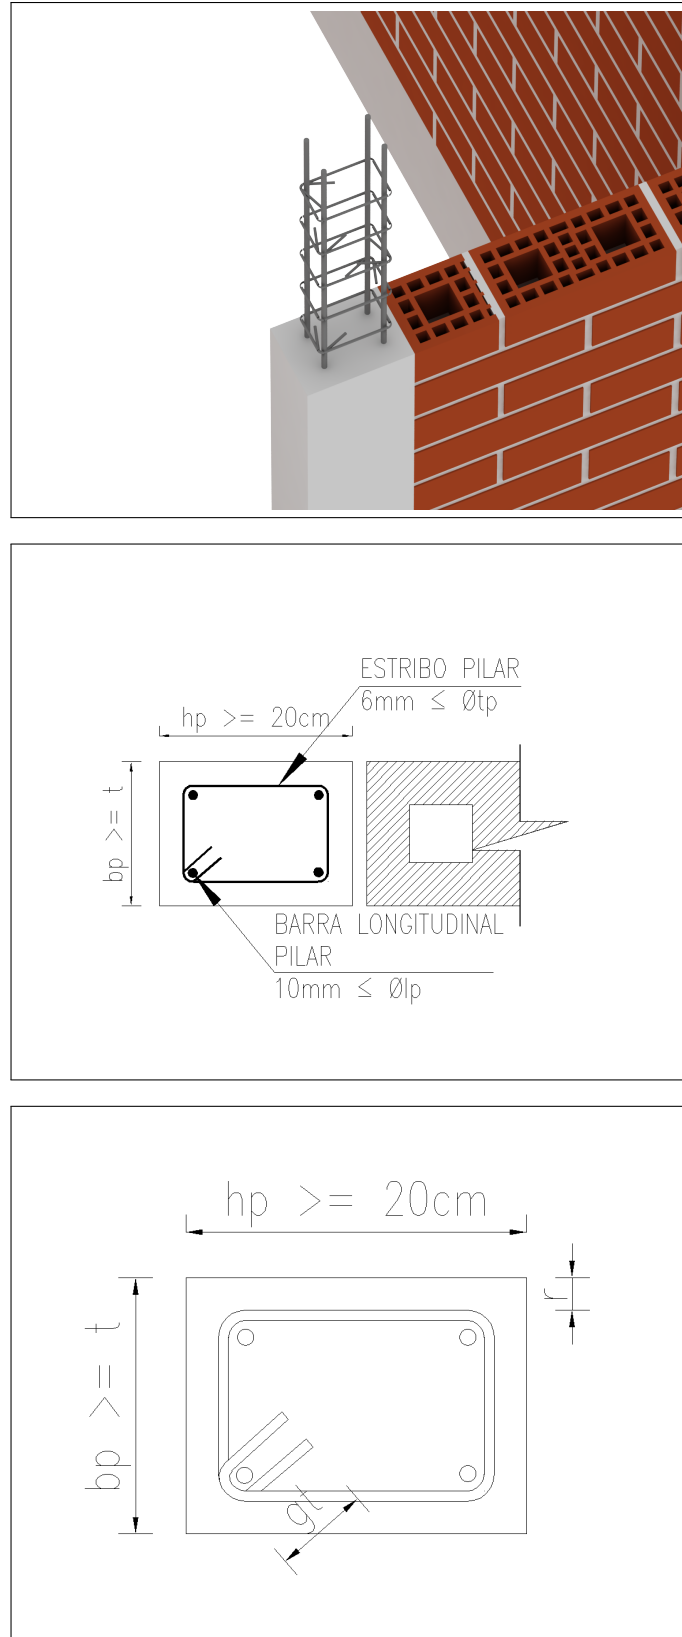 ESTRIBO PILAR
6mm ≤ Øtp
hp >= 20cm
bp >= t
BARRA LONGITUDINAL
PILAR
10mm ≤ Ølp
hp >= 20cm
r
bp >= t
gt